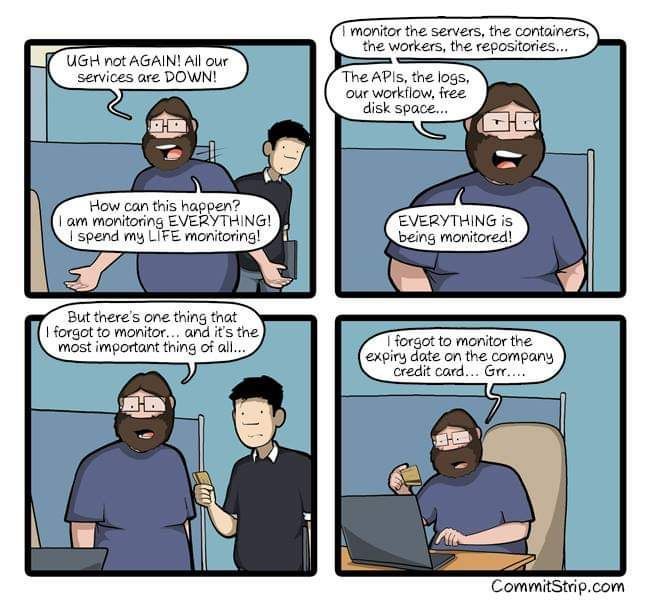 UGH not AGAIN! All our
services are DOWN!
How can this happen?
I am monitoring EVERYTHING!
I spend my LIFE monitoring!
I monitor the servers, the containers,
the workers, the repositories...
The APIs, the logs,
our workflow, free
disk space...
EVERYTHING is
being monitored!
But there's one thing that
I forgot to monitor... and it's the
most important thing of all...
I forgot to monitor the
expiry date on the company
credit card... Grr....
CommitStrip.com